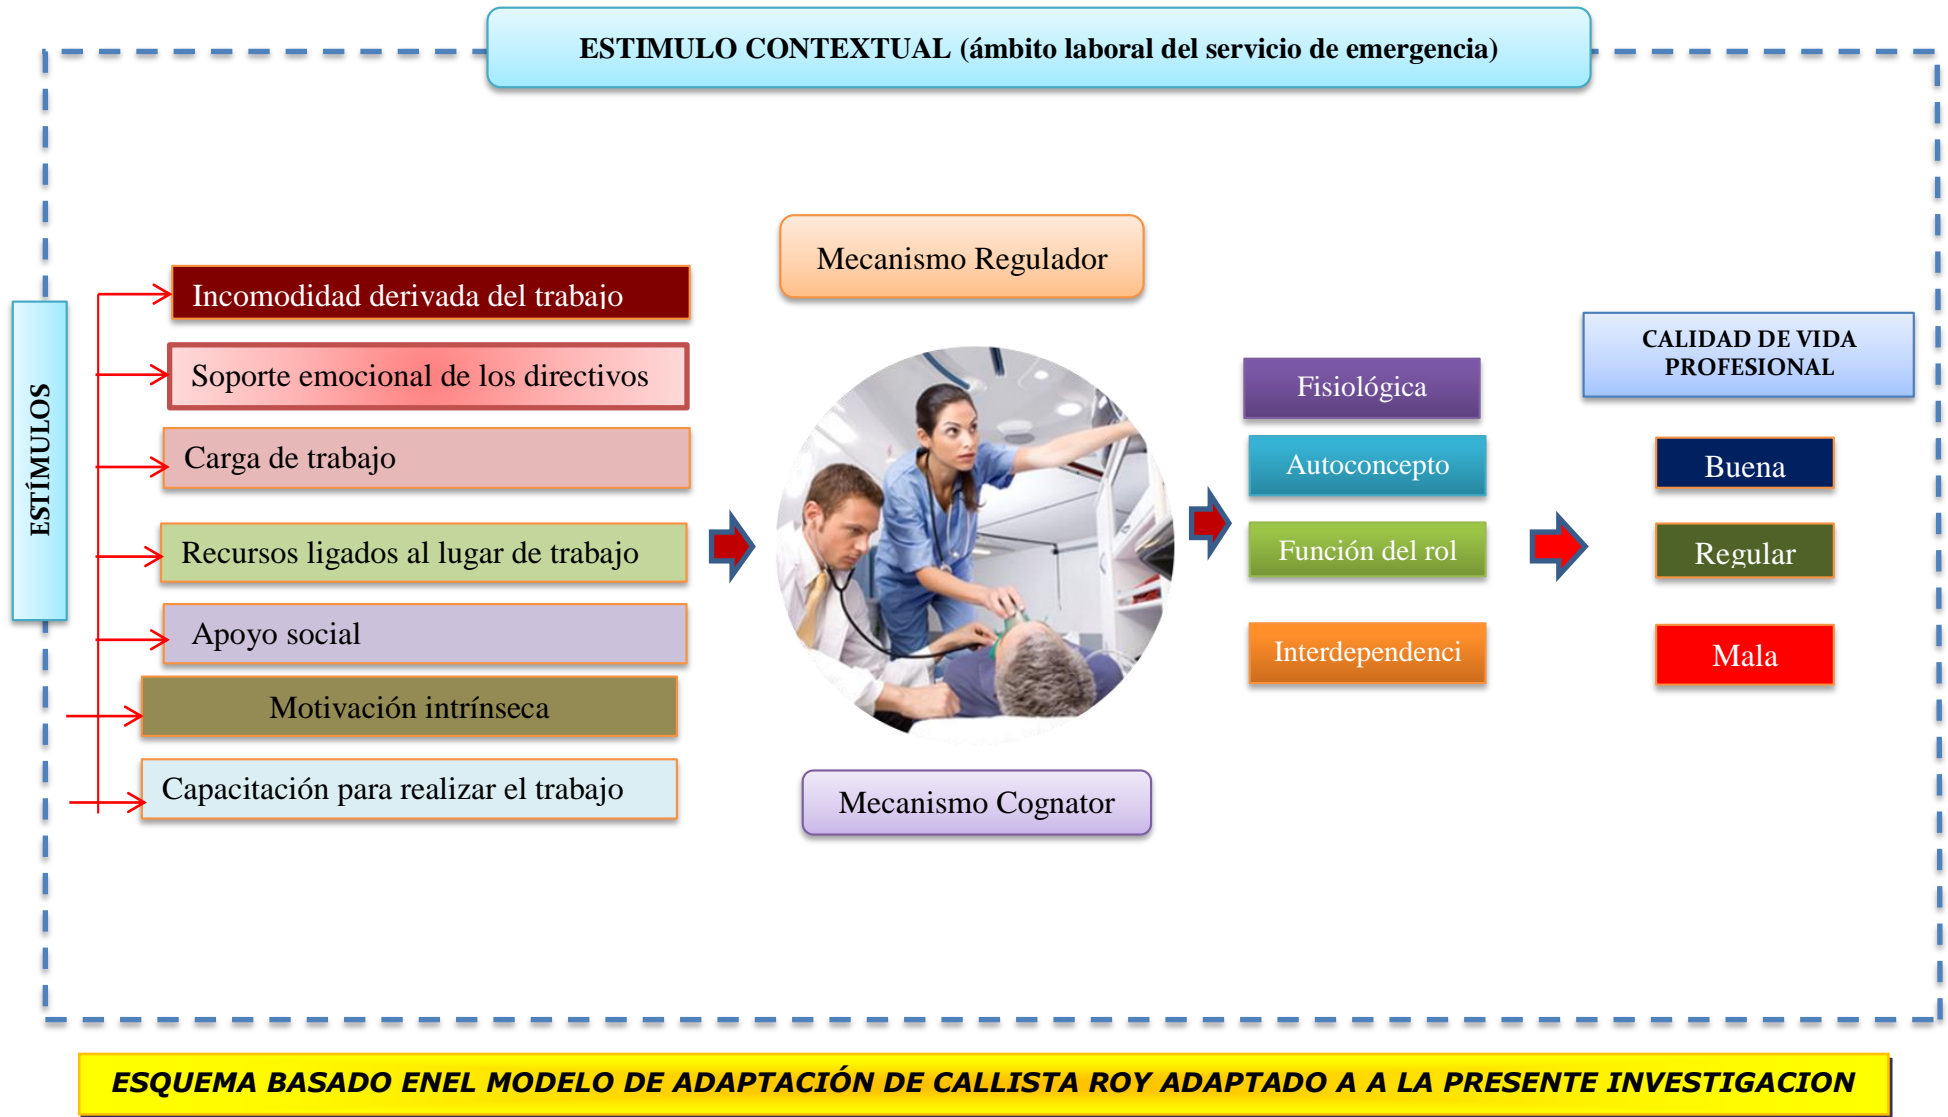 ESTIMULO CONTEXTUAL (ámbito laboral del servicio de emergencia)
ESTÍMULOS
Incomodidad derivada del trabajo
Soporte emocional de los directivos
Carga de trabajo
Recursos ligados al lugar de trabajo
Apoyo social
Motivación intrínseca
Capacitación para realizar el trabajo
Mecanismo Regulador
Mecanismo Cognator
Fisiológica
Autoconcepto
Función del rol
Interdependenci
CALIDAD DE VIDA
PROFESIONAL
Buena
Regular
Mala
ESQUEMA BASADO ENEL MODELO DE ADAPTACIÓN DE CALLISTA ROY ADAPTADO A A LA PRESENTE INVESTIGACION